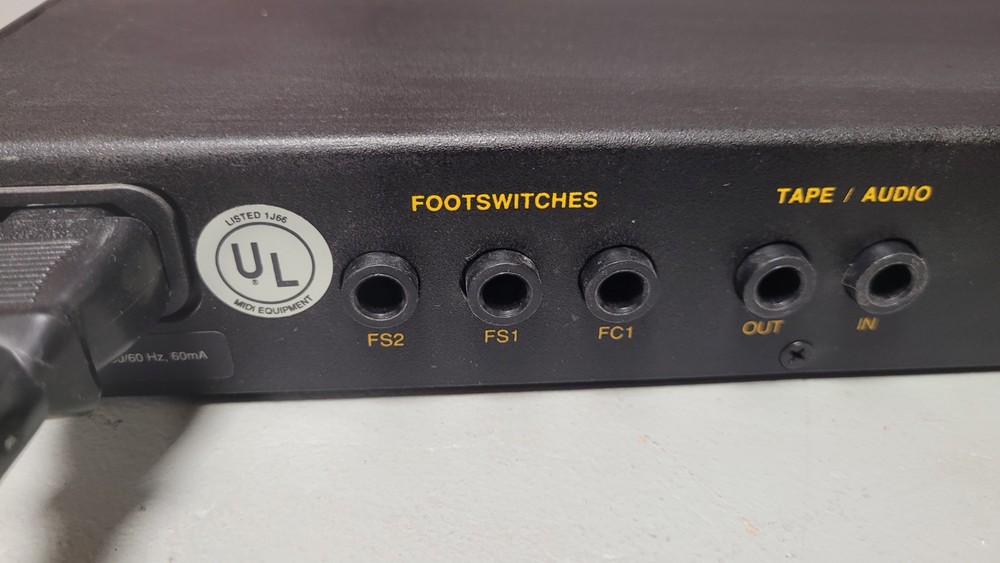 FOOTSWITCHES
TAPE / AUDIO
LISTED 1J66
UL
®
MIDI EQUIPMENT
FS2
FS1
FC1
OUT
IN
/60 Hz, 60mA